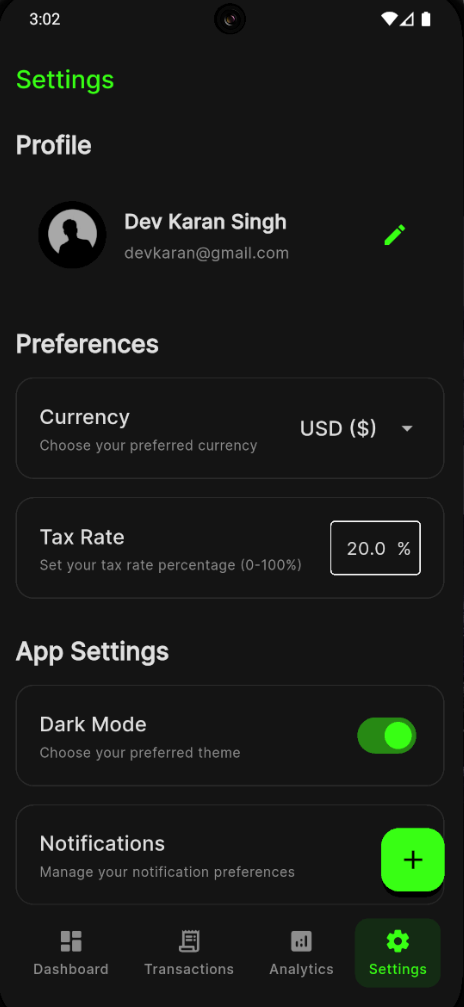 3:02
Settings
Profile
Dev Karan Singh
devkaran@gmail.com
Preferences
Currency
Choose your preferred currency
USD ($)
Tax Rate
Set your tax rate percentage (0-100%)
20.0 %
App Settings
Dark Mode
Choose your preferred theme
Notifications
Manage your notification preferences
+
Dashboard
Transactions
Analytics
Settings